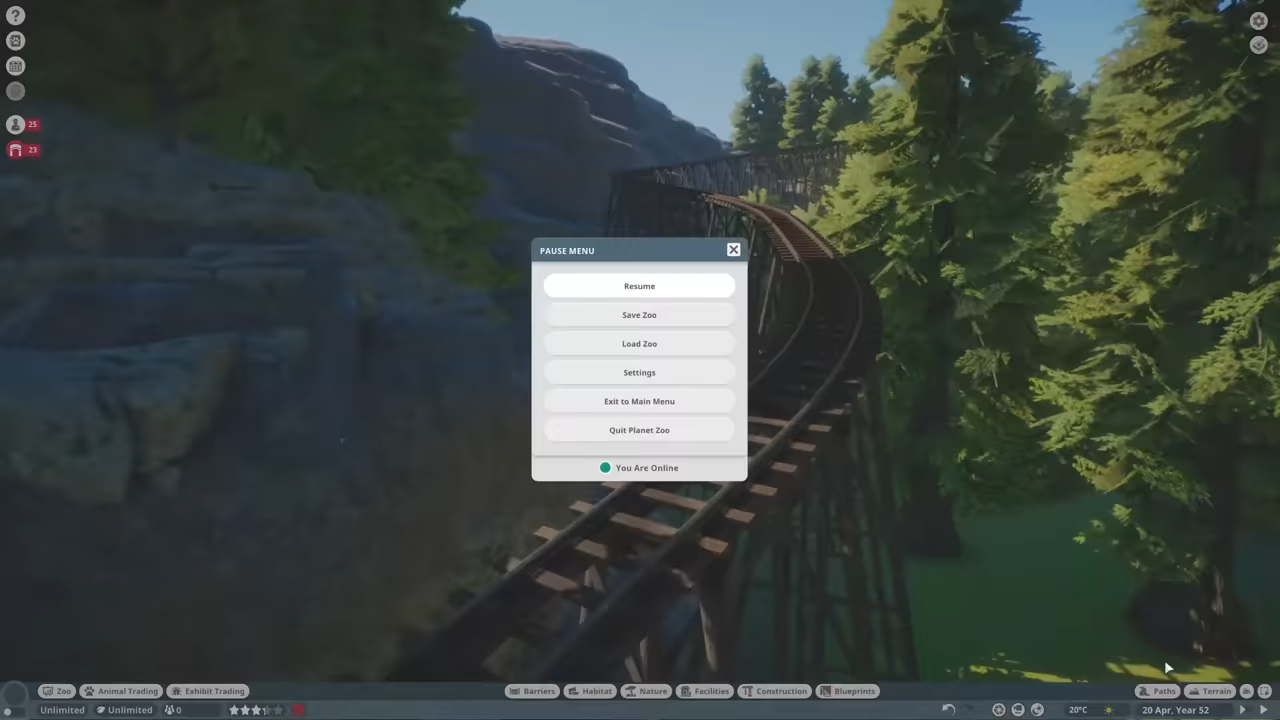 ?
25
23
PAUSE MENU
Resume
Save Zoo
Load Zoo
Settings
Exit to Main Menu
Quit Planet Zoo
You Are Online
Zoo Animal Trading Exhibit Trading Barriers Habitat Nature Facilities Construction Blueprints Paths Terrain
Unlimited Unlimited 0 20°C 20 Apr, Year 52